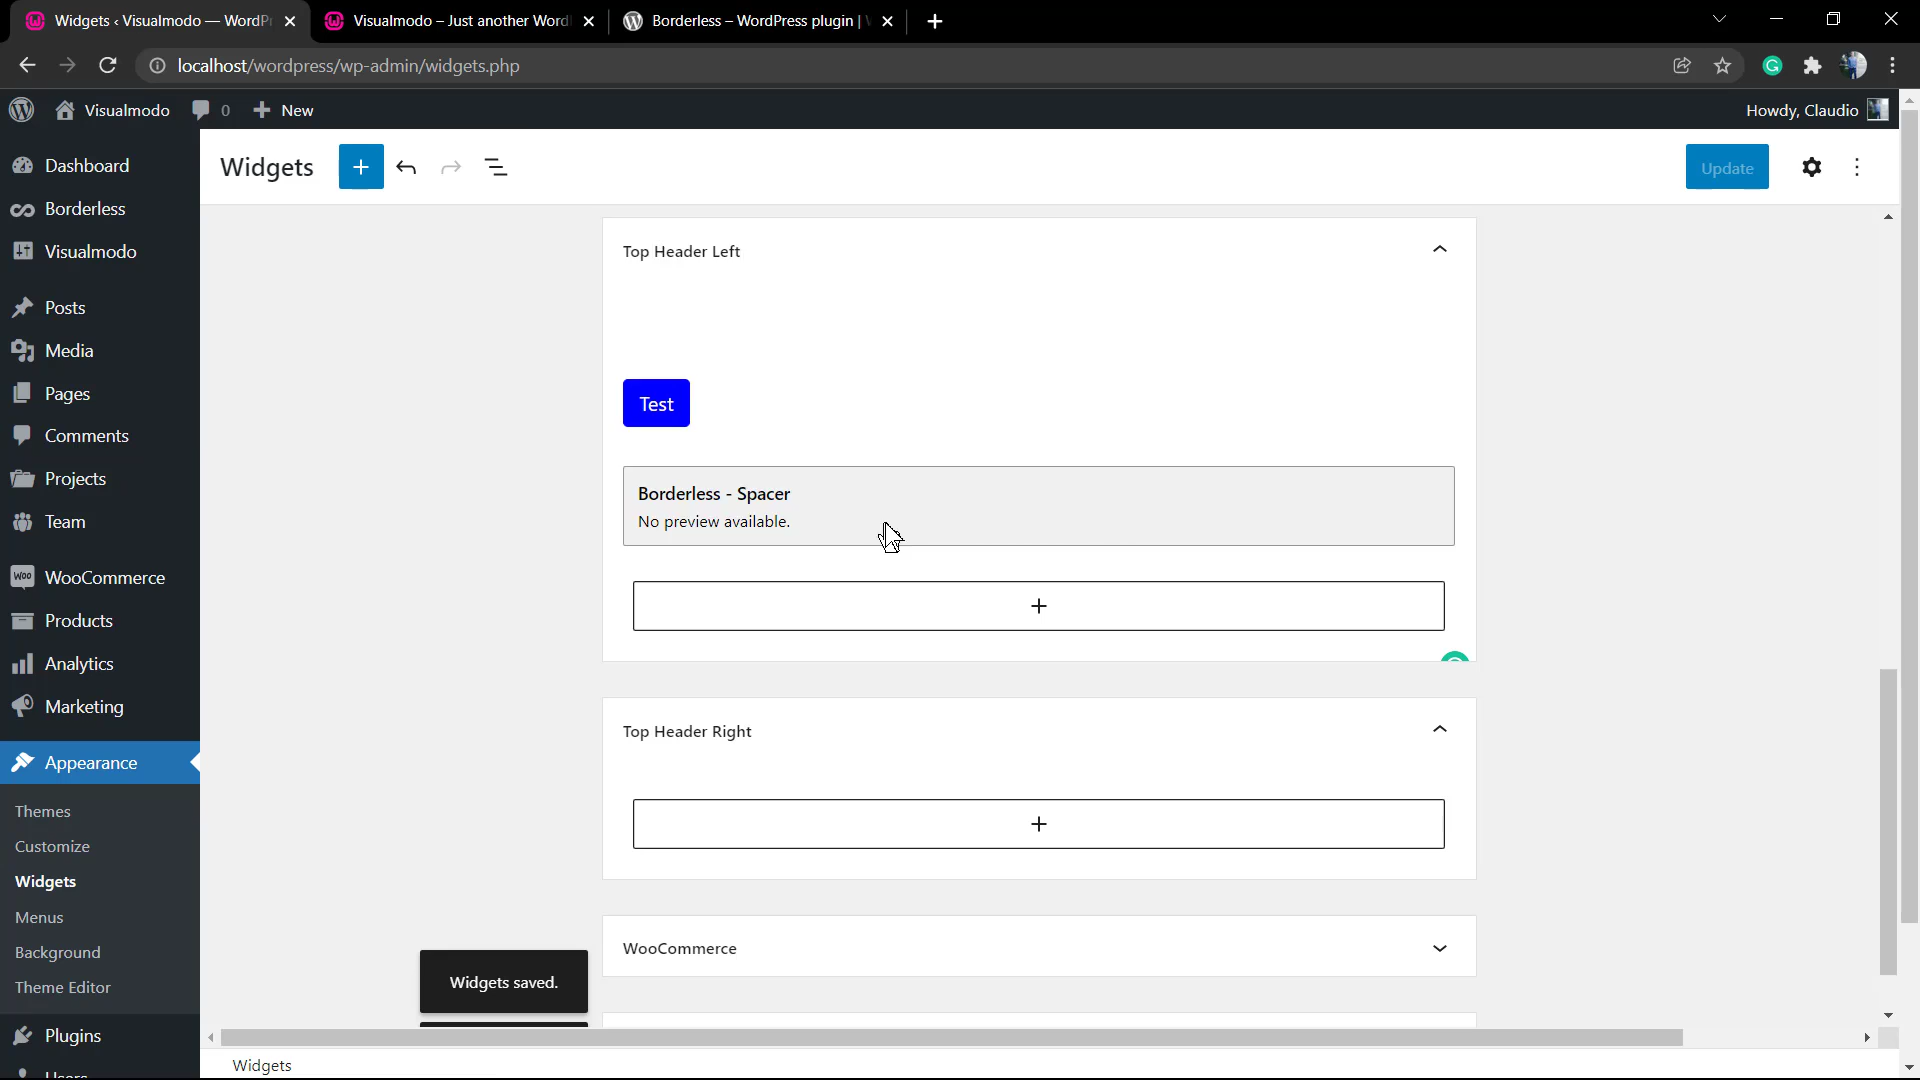 Widgets ‹ Visualmodo — WordP
Visualmodo – Just another Word
Borderless – WordPress plugin |
localhost/wordpress/wp-admin/widgets.php
Visualmodo
0
New
Howdy, Claudio
Dashboard
Borderless
Visualmodo
Posts
Media
Pages
Comments
Projects
Team
Woo
WooCommerce
Products
Analytics
Marketing
Appearance
Themes
Customize
Widgets
Menus
Background
Theme Editor
Plugins
Users
Widgets
Update
Top Header Left
Test
Borderless - Spacer
No preview available.
Top Header Right
WooCommerce
Widgets saved.
Widgets